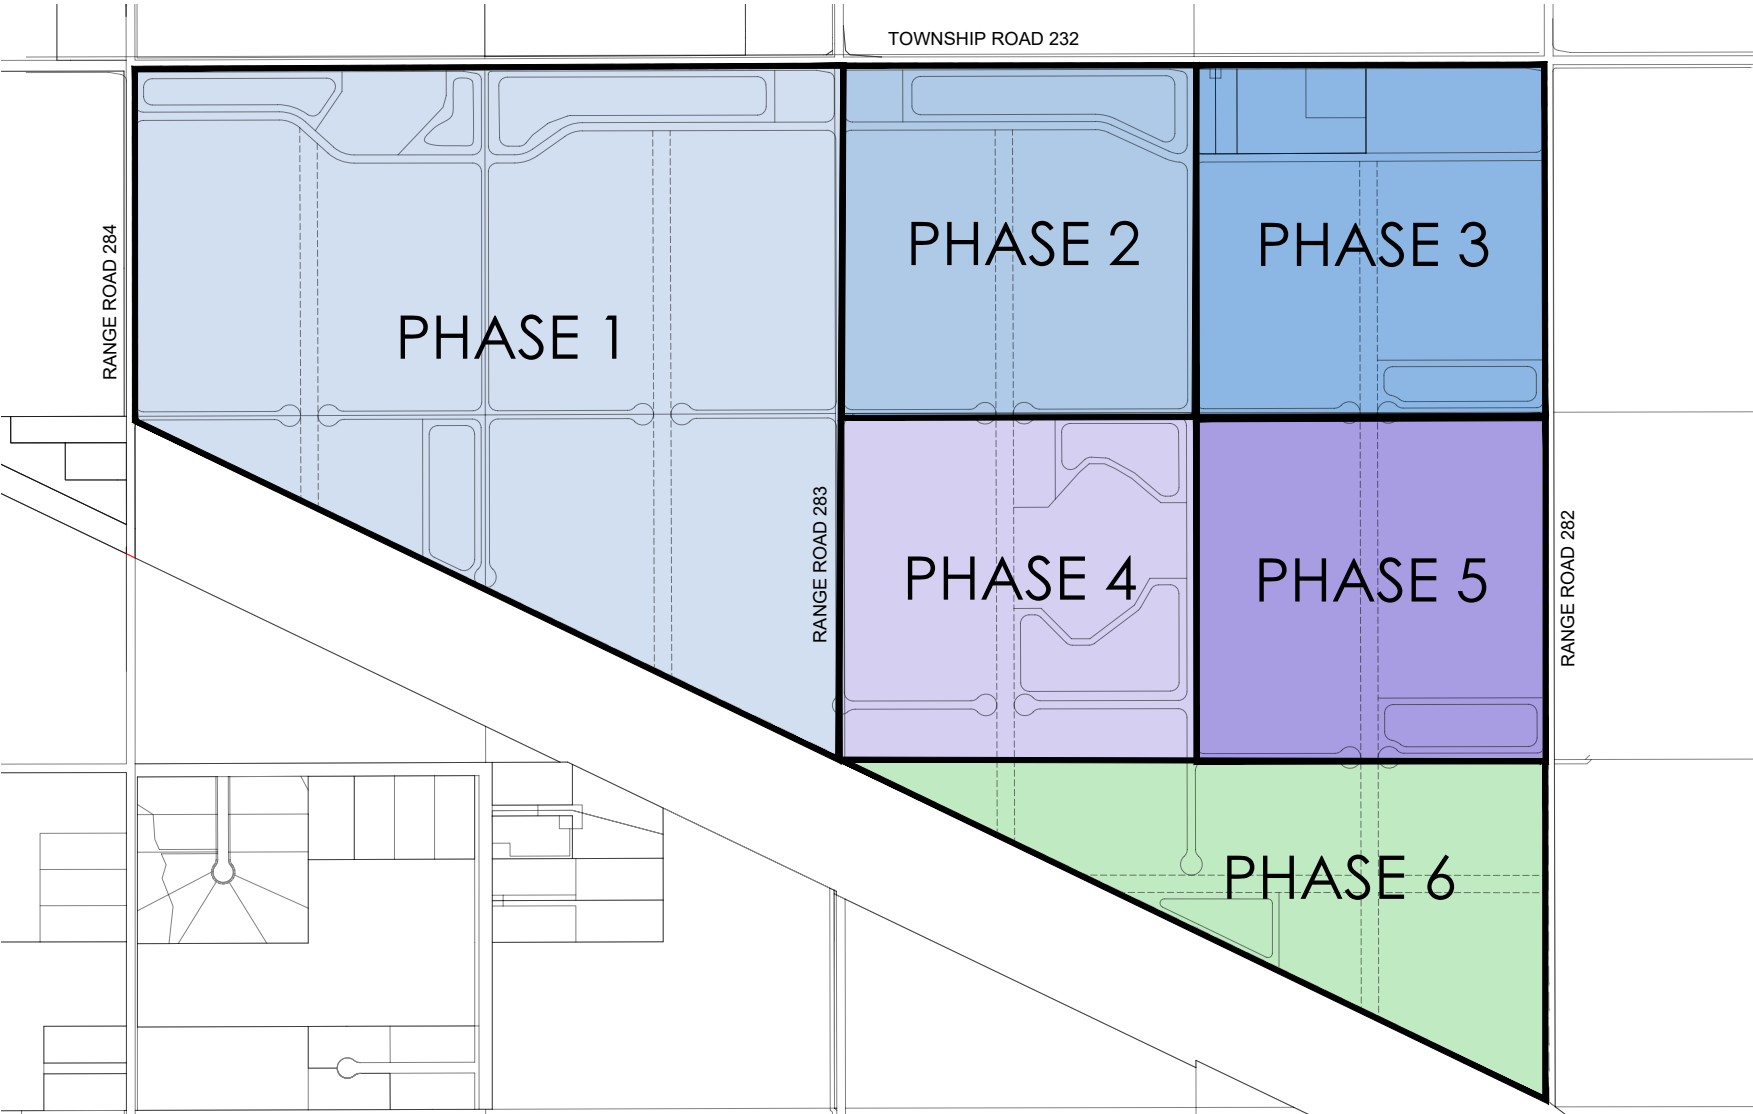 TOWNSHIP ROAD 232
RANGE ROAD 284
PHASE 1
PHASE 2
PHASE 3
RANGE ROAD 283
PHASE 4
PHASE 5
RANGE ROAD 282
PHASE 6